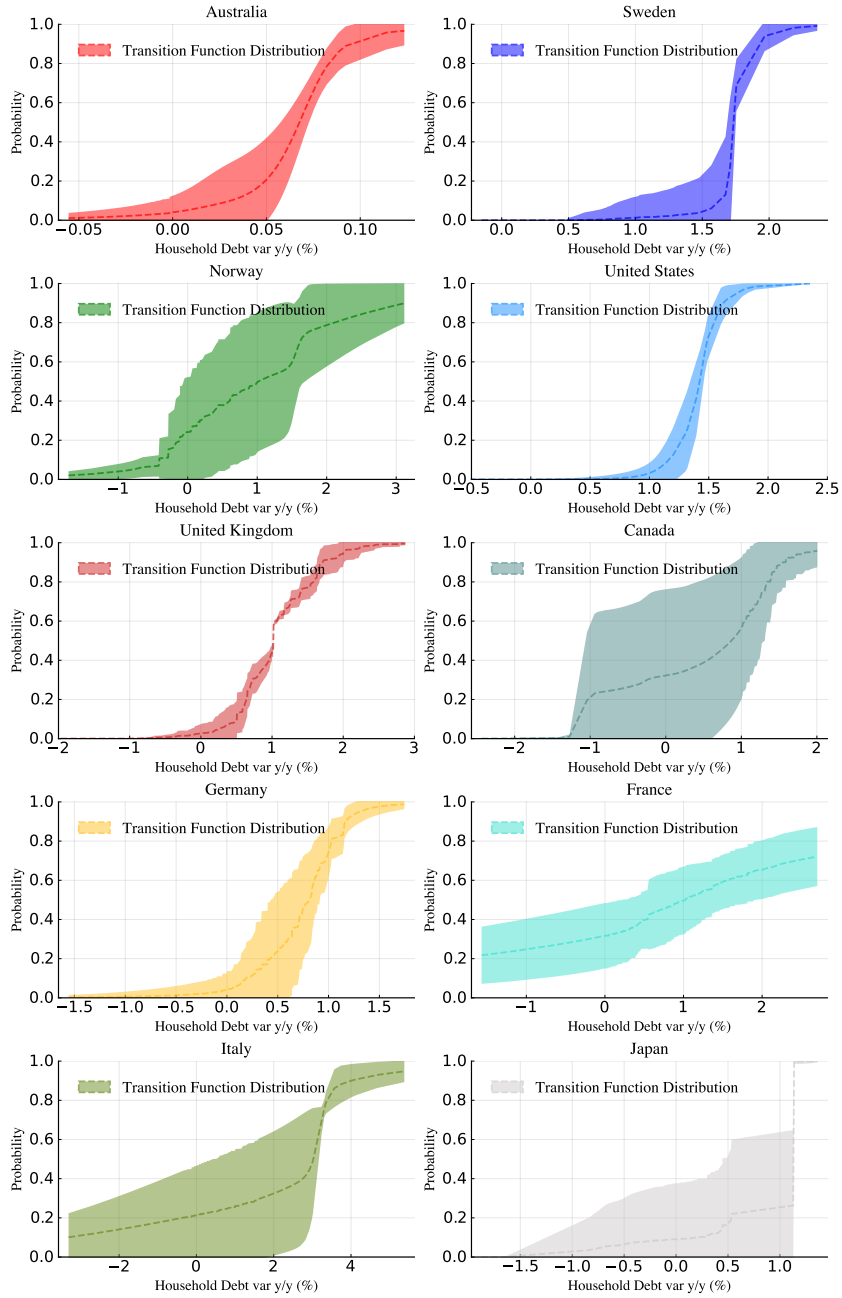 Australia
Transition Function Distribution
Probability
1.0
0.8
0.6
0.4
0.2
0.0
−0.05 0.00 0.05 0.10
Household Debt var y/y (%)
Sweden
Transition Function Distribution
Probability
1.0
0.8
0.6
0.4
0.2
0.0
0.0 0.5 1.0 1.5 2.0
Household Debt var y/y (%)
Norway
Transition Function Distribution
Probability
1.0
0.8
0.6
0.4
0.2
0.0
−1 0 1 2 3
Household Debt var y/y (%)
United States
Transition Function Distribution
Probability
1.0
0.8
0.6
0.4
0.2
0.0
−0.5 0.0 0.5 1.0 1.5 2.0 2.5
Household Debt var y/y (%)
United Kingdom
Transition Function Distribution
Probability
1.0
0.8
0.6
0.4
0.2
0.0
−2 −1 0 1 2 3
Household Debt var y/y (%)
Canada
Transition Function Distribution
Probability
1.0
0.8
0.6
0.4
0.2
0.0
−2 −1 0 1 2
Household Debt var y/y (%)
Germany
Transition Function Distribution
Probability
1.0
0.8
0.6
0.4
0.2
0.0
−1.5 −1.0 −0.5 0.0 0.5 1.0 1.5
Household Debt var y/y (%)
France
Transition Function Distribution
Probability
1.0
0.8
0.6
0.4
0.2
0.0
−1 0 1 2
Household Debt var y/y (%)
Italy
Transition Function Distribution
Probability
1.0
0.8
0.6
0.4
0.2
0.0
−2 0 2 4
Household Debt var y/y (%)
Japan
Transition Function Distribution
Probability
1.0
0.8
0.6
0.4
0.2
0.0
−1.5 −1.0 −0.5 0.0 0.5 1.0
Household Debt var y/y (%)